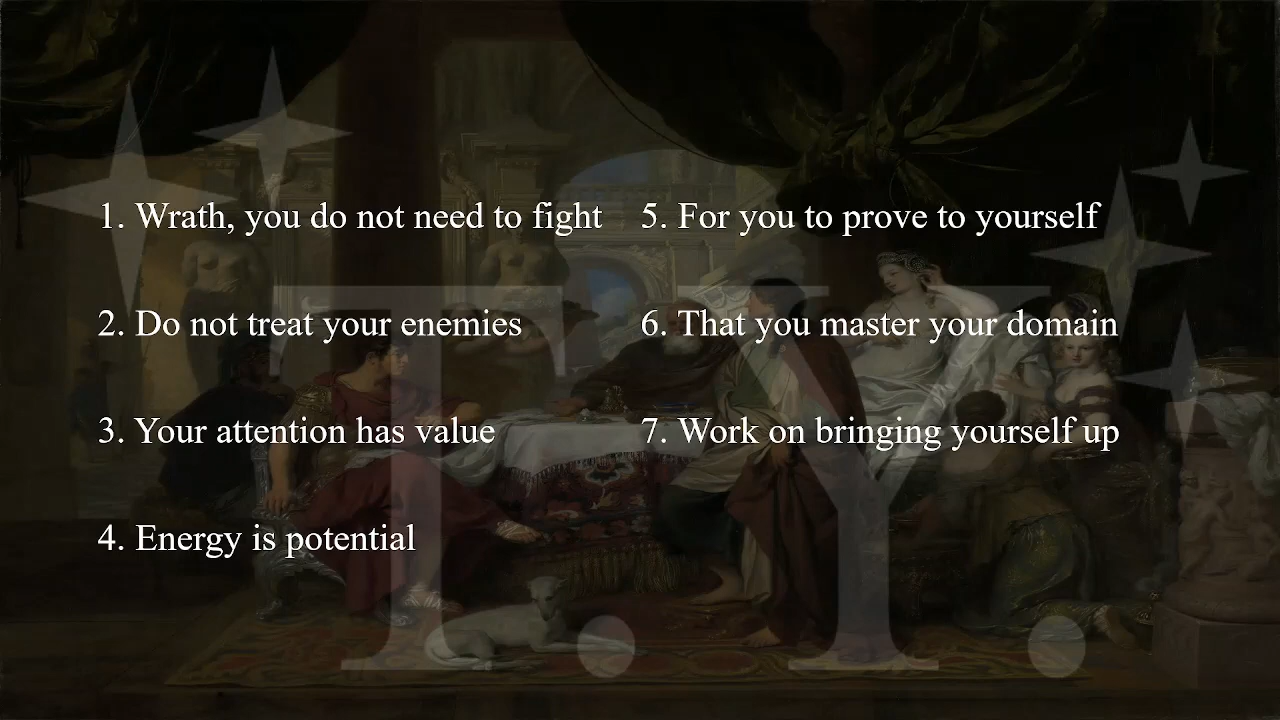 1. Wrath, you do not need to fight
2. Do not treat your enemies
3. Your attention has value
4. Energy is potential
5. For you to prove to yourself
6. That you master your domain
7. Work on bringing yourself up
T.Y.